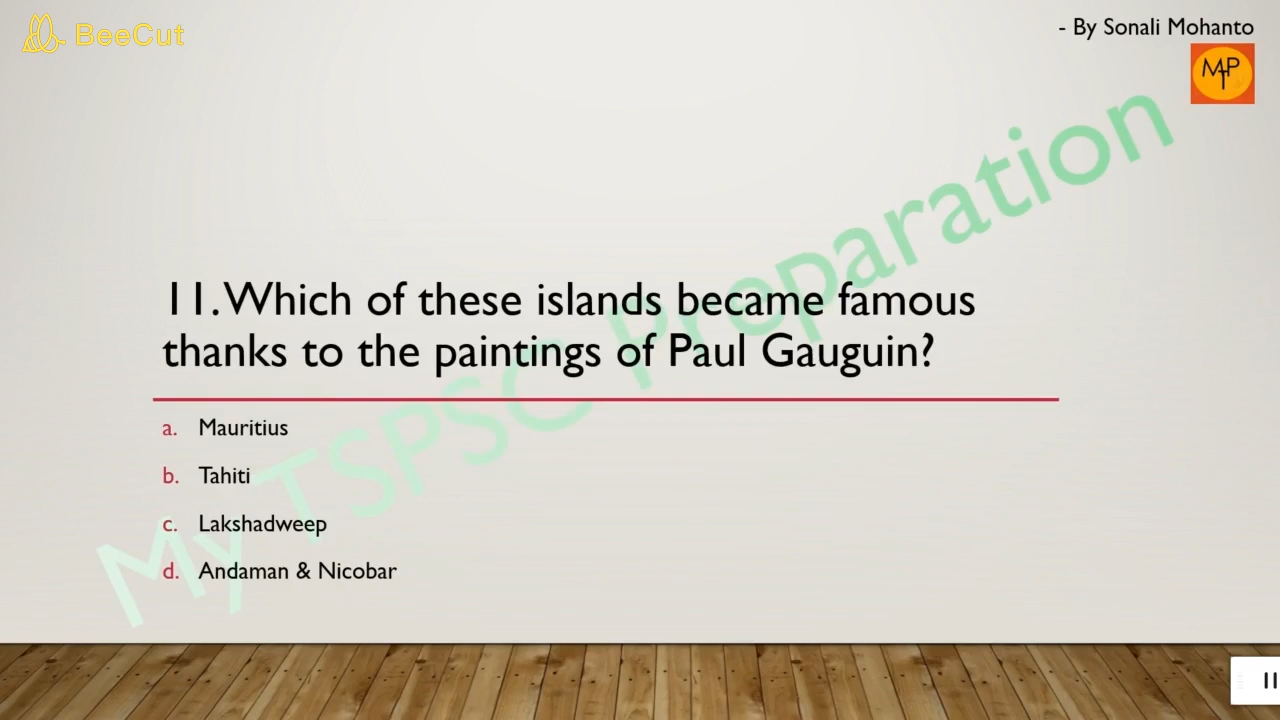 BeeCut
- By Sonali Mohanto
MTP
My TSPSC Preparation
11. Which of these islands became famous
thanks to the paintings of Paul Gauguin?
a. Mauritius
b. Tahiti
c. Lakshadweep
d. Andaman & Nicobar